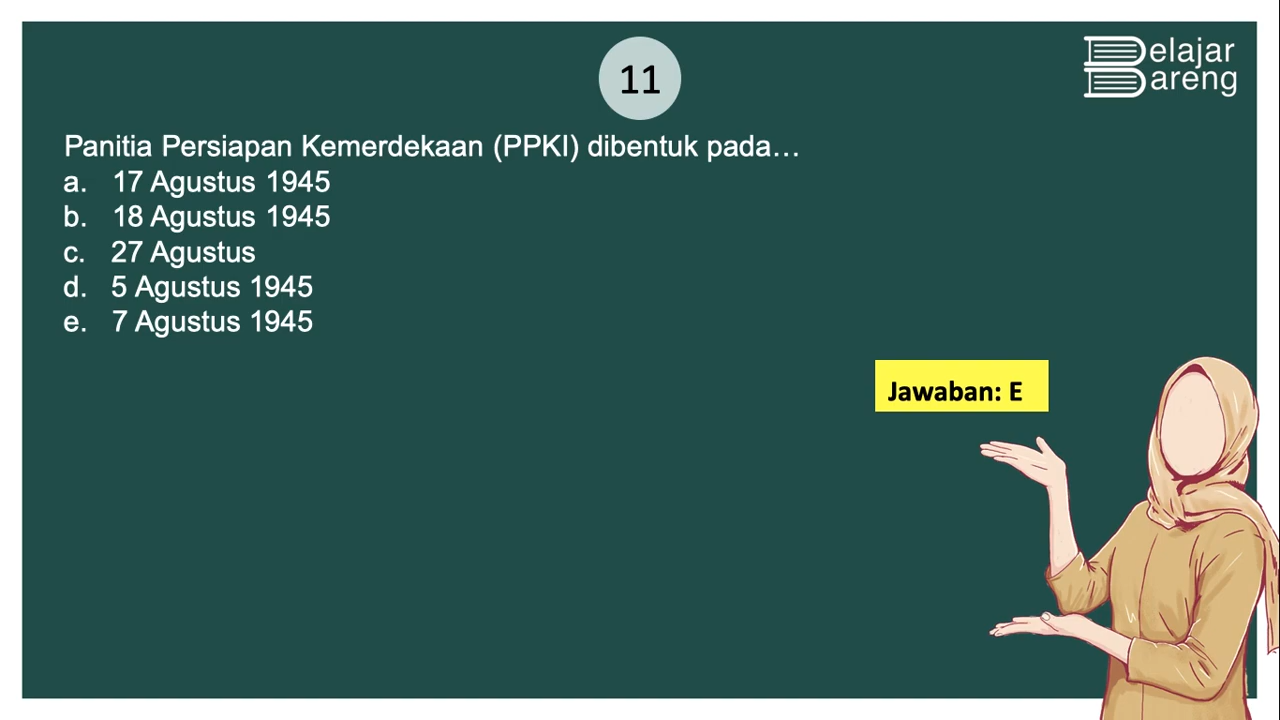 11
Belajar
Bareng
Panitia Persiapan Kemerdekaan (PPKI) dibentuk pada…
a. 17 Agustus 1945
b. 18 Agustus 1945
c. 27 Agustus
d. 5 Agustus 1945
e. 7 Agustus 1945
Jawaban: E